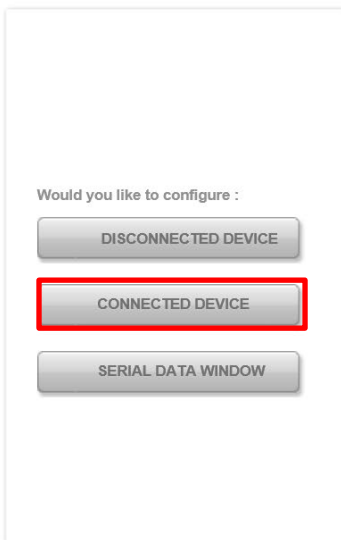 Would you like to configure :
DISCONNECTED DEVICE
CONNECTED DEVICE
SERIAL DATA WINDOW